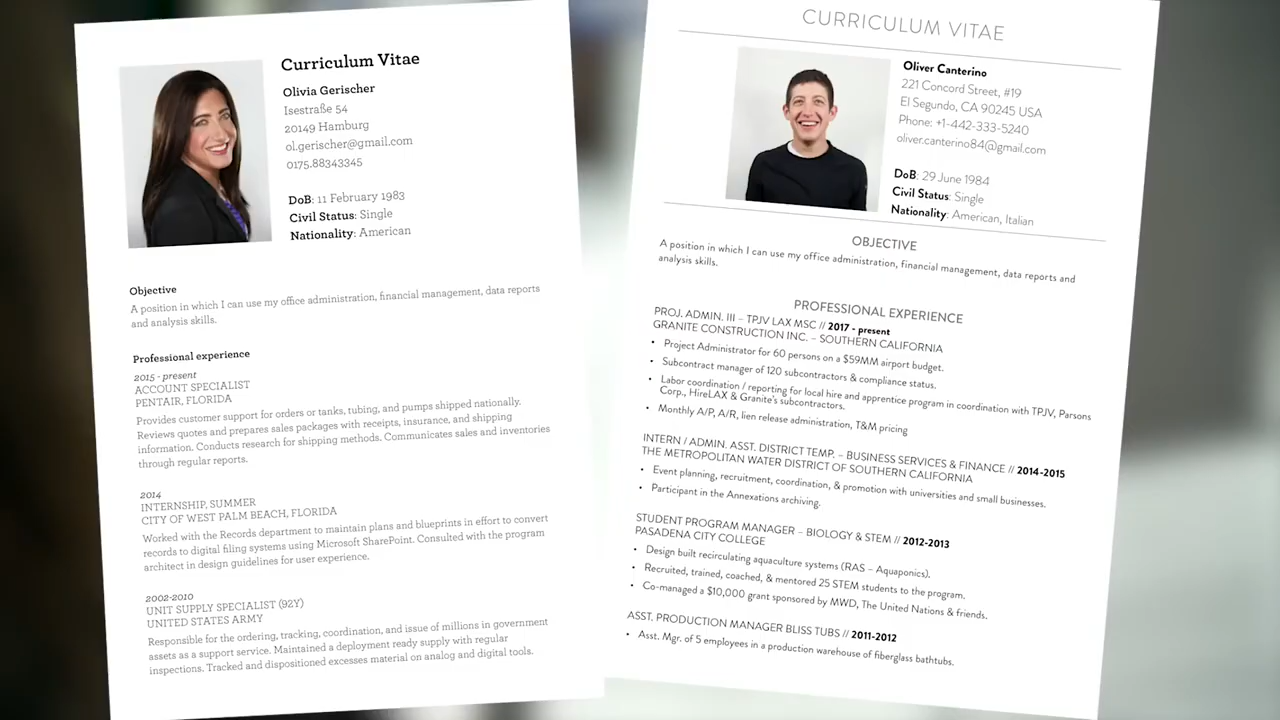 Curriculum Vitae
Olivia Gerischer
Isestraße 54
20149 Hamburg
ol.gerischer@gmail.com
0175.88343345
DoB: 11 February 1983
Civil Status: Single
Nationality: American
Objective
A position in which I can use my office administration, financial management, data reports
and analysis skills.
Professional experience
2015 - present
ACCOUNT SPECIALIST
PENTAIR, FLORIDA
Provides customer support for orders or tanks, tubing, and pumps shipped nationally.
Reviews quotes and prepares sales packages with receipts, insurance, and shipping
information. Conducts research for shipping methods. Communicates sales and inventories
through regular reports.
2014
INTERNSHIP, SUMMER
CITY OF WEST PALM BEACH, FLORIDA
Worked with the Records department to maintain plans and blueprints in effort to convert
records to digital filing systems using Microsoft SharePoint. Consulted with the program
architect in design guidelines for user experience.
2002-2010
UNIT SUPPLY SPECIALIST (92Y)
UNITED STATES ARMY
Responsible for the ordering, tracking, coordination, and issue of millions in government
assets as a support service. Maintained a deployment ready supply with regular
inspections. Tracked and dispositioned excesses material on analog and digital tools.
CURRICULUM VITAE
Oliver Canterino
221 Concord Street, #19
El Segundo, CA 90245 USA
Phone: +1-442-333-5240
oliver.canterino84@gmail.com
DoB: 29 June 1984
Civil Status: Single
Nationality: American, Italian
OBJECTIVE
A position in which I can use my office administration, financial management, data reports and
analysis skills.
PROFESSIONAL EXPERIENCE
PROJ. ADMIN. III – TPJV LAX MSC // 2017 - present
GRANITE CONSTRUCTION INC. – SOUTHERN CALIFORNIA
• Project Administrator for 60 persons on a $59MM airport budget.
• Subcontract manager of 120 subcontractors & compliance status.
• Labor coordination / reporting for local hire and apprentice program in coordination with TPJV, Parsons
Corp., HireLAX & Granite's subcontractors.
• Monthly A/P, A/R, lien release administration, T&M pricing
INTERN / ADMIN. ASST. DISTRICT TEMP. – BUSINESS SERVICES & FINANCE // 2014-2015
THE METROPOLITAN WATER DISTRICT OF SOUTHERN CALIFORNIA
• Event planning, recruitment, coordination, & promotion with universities and small businesses.
• Participant in the Annexations archiving.
STUDENT PROGRAM MANAGER – BIOLOGY & STEM // 2012-2013
PASADENA CITY COLLEGE
• Design built recirculating aquaculture systems (RAS – Aquaponics).
• Recruited, trained, coached, & mentored 25 STEM students to the program.
• Co-managed a $10,000 grant sponsored by MWD, The United Nations & friends.
ASST. PRODUCTION MANAGER BLISS TUBS // 2011-2012
• Asst. Mgr. of 5 employees in a production warehouse of fiberglass bathtubs.